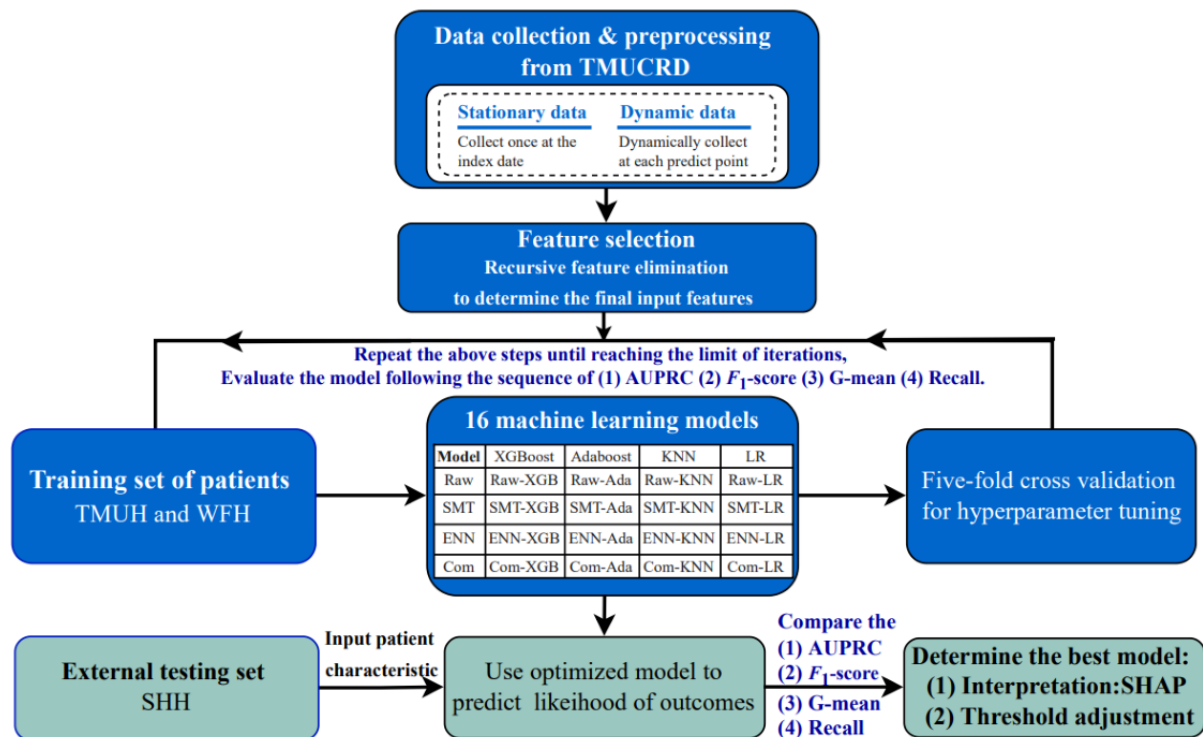 Data collection & preprocessing
from TMUCRD
Stationary data
Collect once at the
index date
Dynamic data
Dynamically collect
at each predict point
Feature selection
Recursive feature elimination
to determine the final input features
Repeat the above steps until reaching the limit of iterations,
Evaluate the model following the sequence of (1) AUPRC (2) F1-score (3) G-mean (4) Recall.
Training set of patients
TMUH and WFH
16 machine learning models
Model XGBoost Adaboost KNN LR
Raw Raw-XGB Raw-Ada Raw-KNN Raw-LR
SMT SMT-XGB SMT-Ada SMT-KNN SMT-LR
ENN ENN-XGB ENN-Ada ENN-KNN ENN-LR
Com Com-XGB Com-Ada Com-KNN Com-LR
Five-fold cross validation
for hyperparameter tuning
External testing set
SHH
Input patient
characteristic
Use optimized model to
predict likeihood of outcomes
Compare the
(1) AUPRC
(2) F1-score
(3) G-mean
(4) Recall
Determine the best model:
(1) Interpretation:SHAP
(2) Threshold adjustment